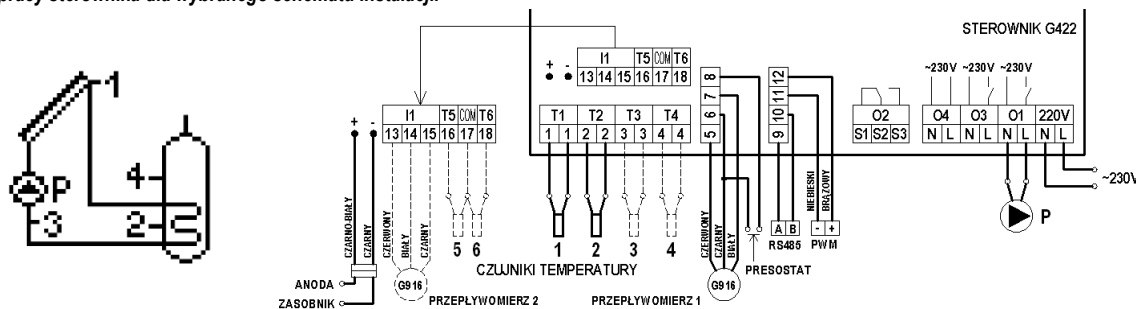 pracy sterownika dla wybranego schematu instalacji
STEROWNIK G422
I1 T5 COM T6
+ - 13 14 15 16 17 18
~230V ~230V ~230V
O2 O4 O3 O1 220V
S1 S2 S3 N L N L N L N L
~230V
P
+ - I1 T5 COM T6
13 14 15 16 17 18
T1 T2 T3 T4
1 1 2 2 3 3 4 4
8
7
6
5
12
11
10
9
1
P
4
3
2
CZARNO-BIAŁY
CZARNY
CZERWONY
BIAŁY
CZARNY
5 6
1 2 3 4
CZUJNIKI TEMPERATURY
CZERWONY
CZARNY
BIAŁY
NIEBIESKI
BRĄZOWY
A B - +
RS485 PWM
PRESOSTAT
ANODA
ZASOBNIK
G916
PRZEPŁYWOMIERZ 2
PRZEPŁYWOMIERZ 1
G916